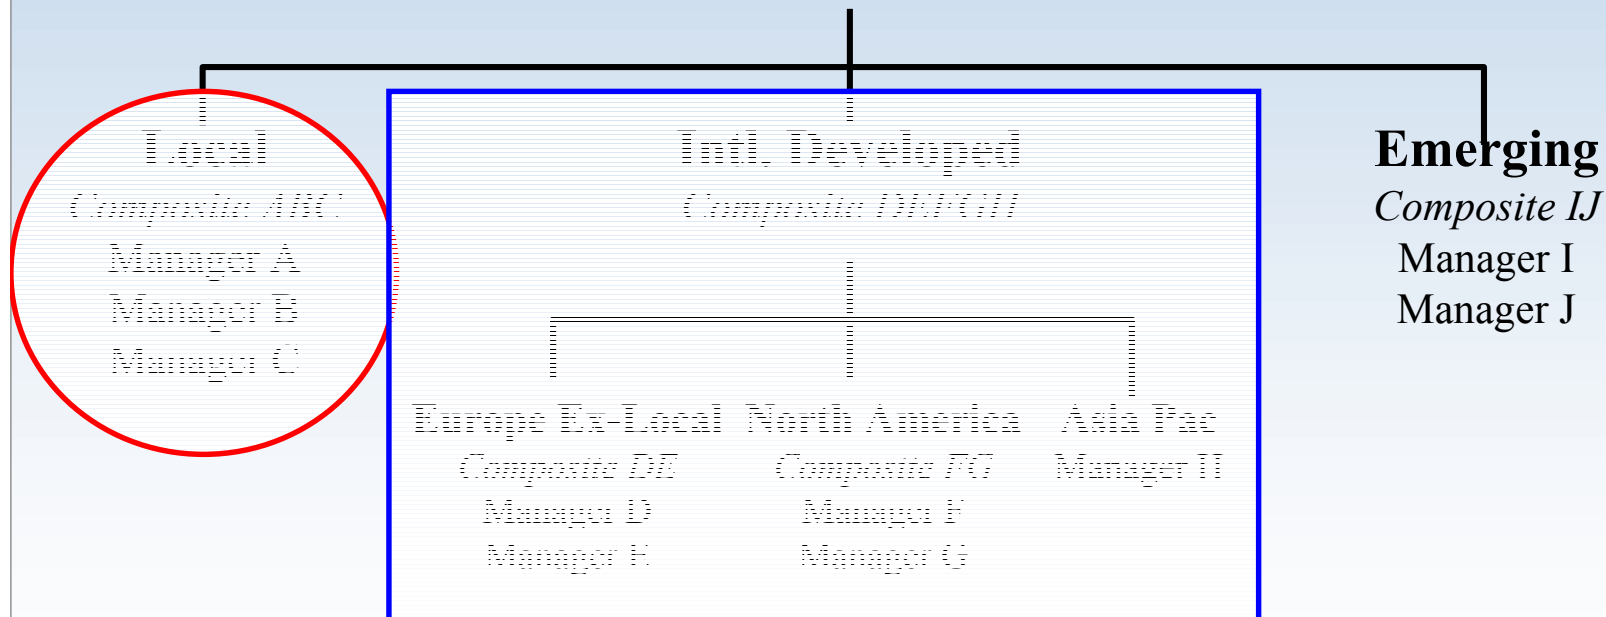 Local
Composite ABC
Manager A
Manager B
Manager C
Intl. Developed
Composite DEFGH
Europe Ex-Local
Composite DE
Manager D
Manager E
North America
Composite FG
Manager F
Manager G
Asia Pac
Manager H
Emerging
Composite IJ
Manager I
Manager J